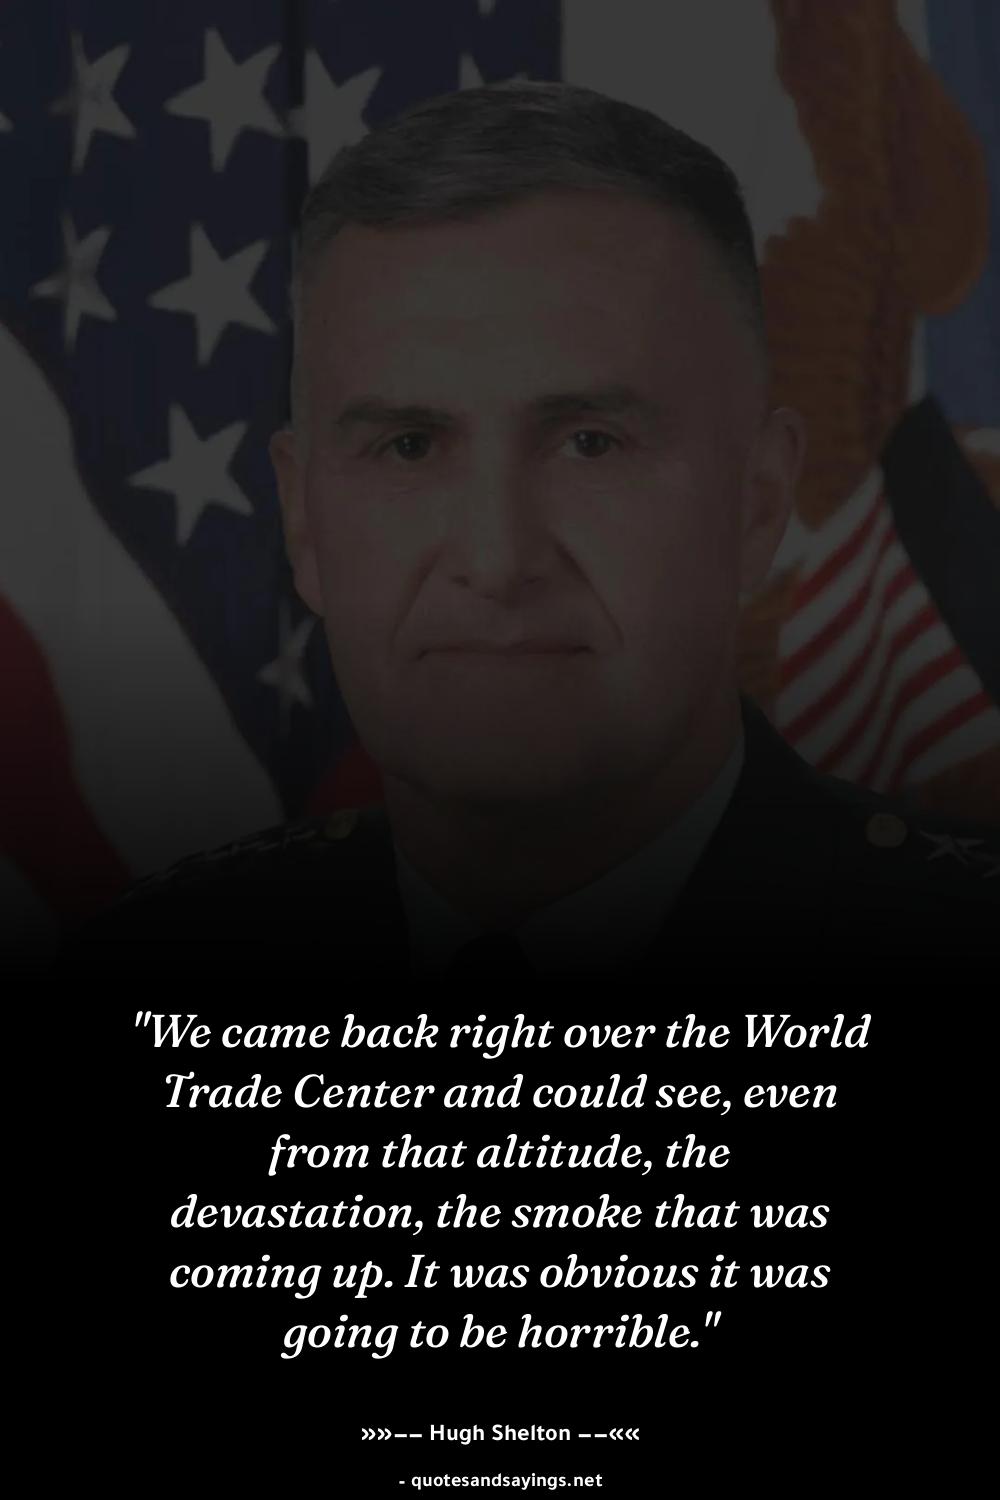 "We came back right over the World
Trade Center and could see, even
from that altitude, the
devastation, the smoke that was
coming up. It was obvious it was
going to be horrible."
»»−− Hugh Shelton −−««
- quotesandsayings.net